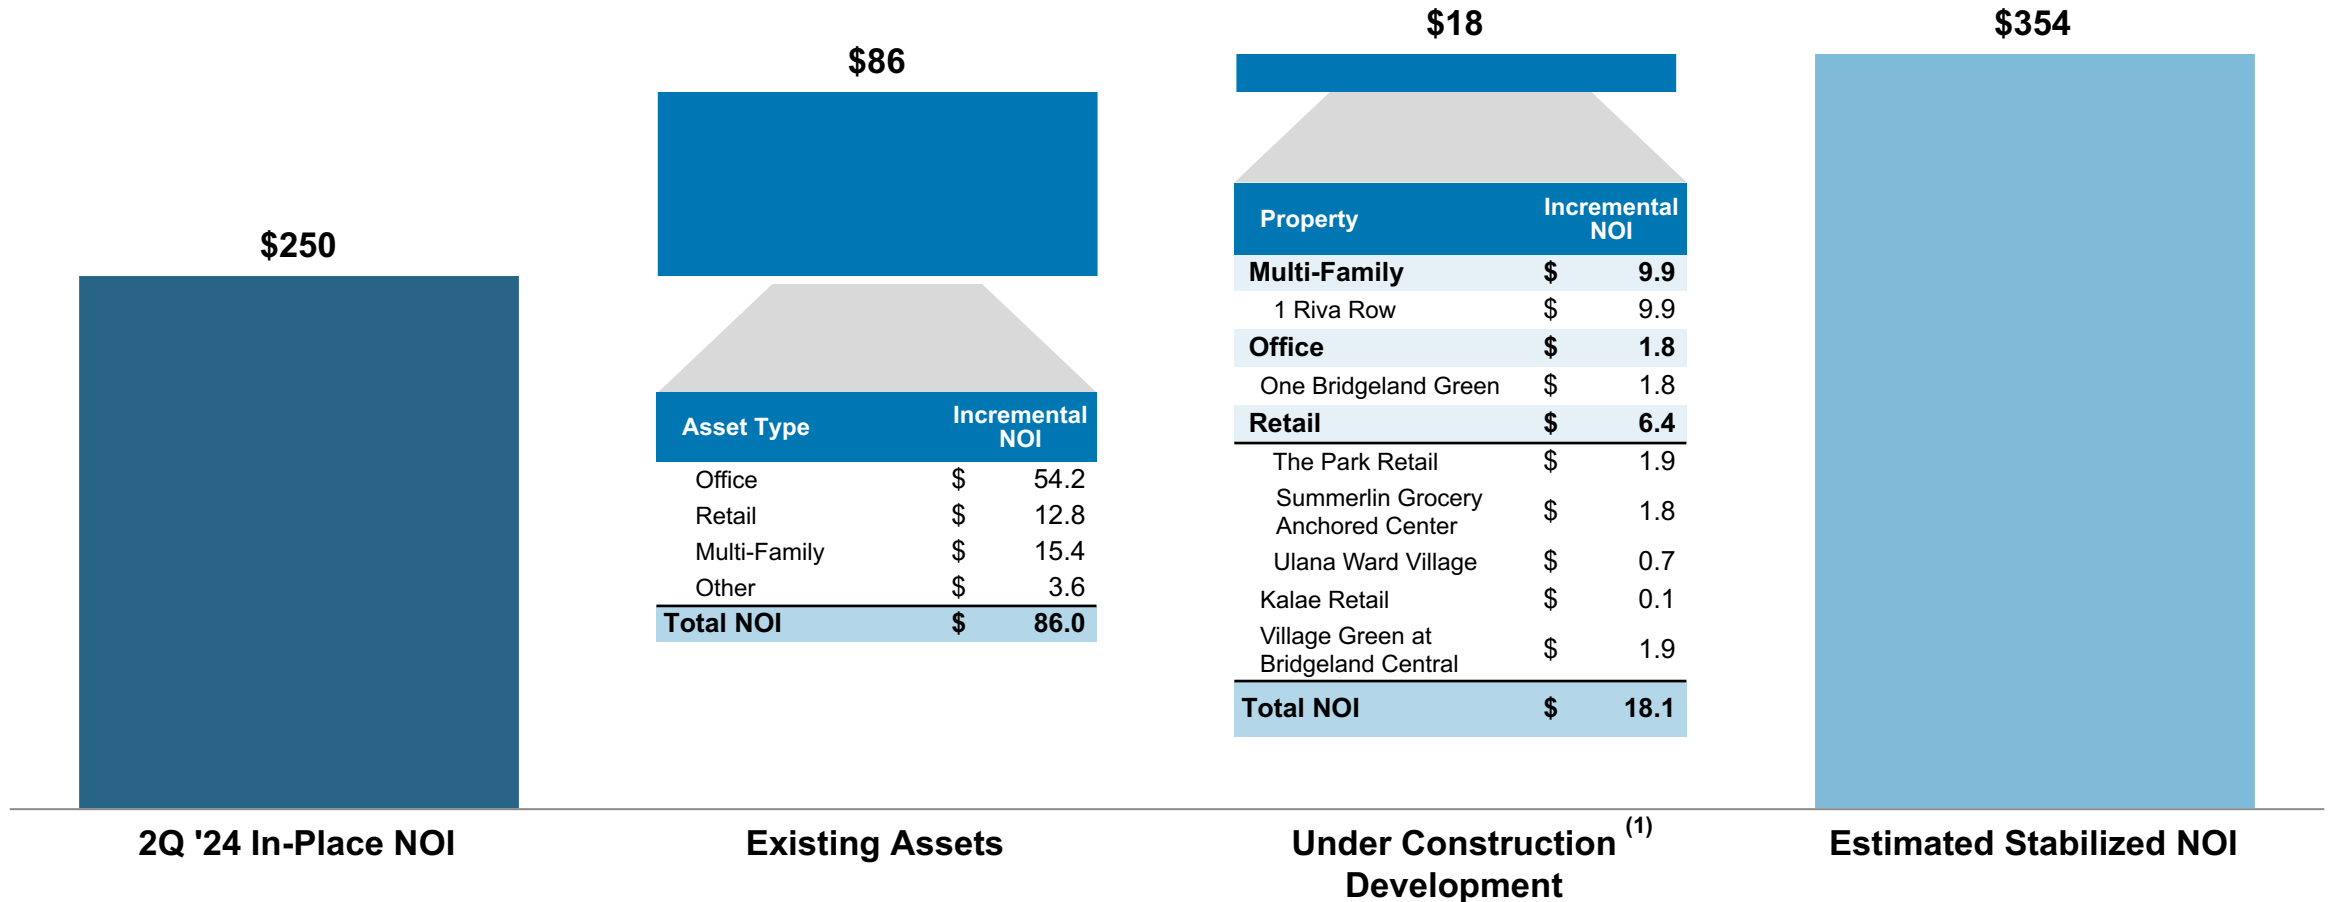 $250
$86
$18
$354
Asset Type Incremental
NOI
Office $ 54.2
Retail $ 12.8
Multi-Family $ 15.4
Other $ 3.6
Total NOI $ 86.0
Property Incremental
NOI
Multi-Family $ 9.9
1 Riva Row $ 9.9
Office $ 1.8
One Bridgeland Green $ 1.8
Retail $ 6.4
The Park Retail $ 1.9
Summerlin Grocery
Anchored Center $ 1.8
Ulana Ward Village $ 0.7
Kalae Retail $ 0.1
Village Green at
Bridgeland Central $ 1.9
Total NOI $ 18.1
2Q '24 In-Place NOI
Existing Assets
Under Construction (1)
Development
Estimated Stabilized NOI